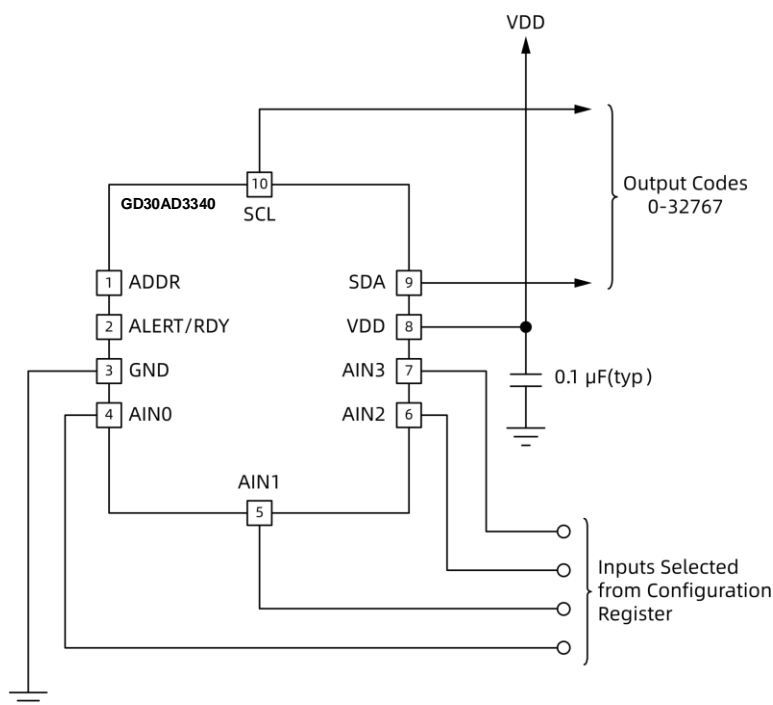 VDD
10
GD30AD3340
SCL
Output Codes
0-32767
1 ADDR
SDA 9
2 ALERT/RDY
VDD 8
3 GND
AIN3 7
0.1 µF(typ)
4 AIN0
AIN2 6
AIN1
5
Inputs Selected
from Configuration
Register